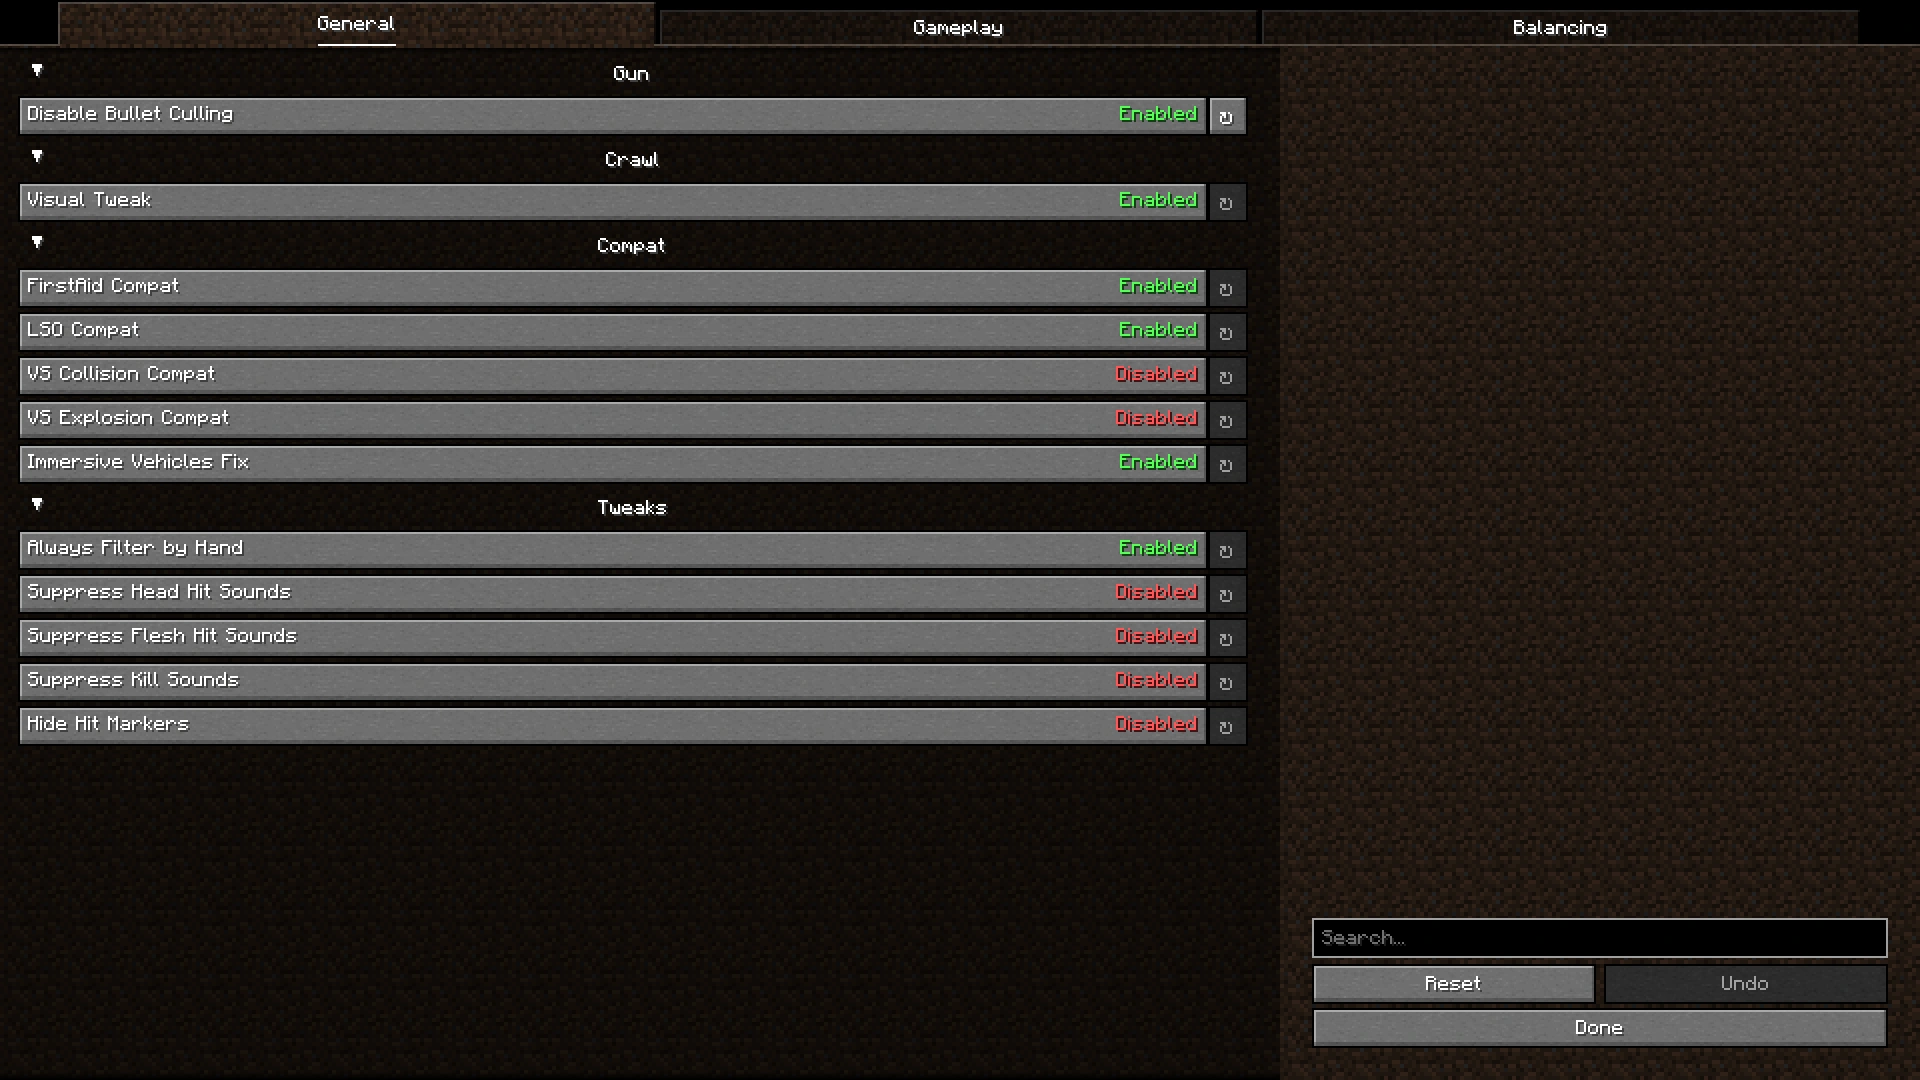 General
Gameplay
Balancing
Gun
Disable Bullet Culling
Enabled
Crawl
Visual Tweak
Enabled
Compat
FirstAid Compat
Enabled
LSO Compat
Enabled
VS Collision Compat
Disabled
VS Explosion Compat
Disabled
Immersive Vehicles Fix
Enabled
Tweaks
Always Filter by Hand
Enabled
Suppress Head Hit Sounds
Disabled
Suppress Flesh Hit Sounds
Disabled
Suppress Kill Sounds
Disabled
Hide Hit Markers
Disabled
Search...
Reset
Undo
Done